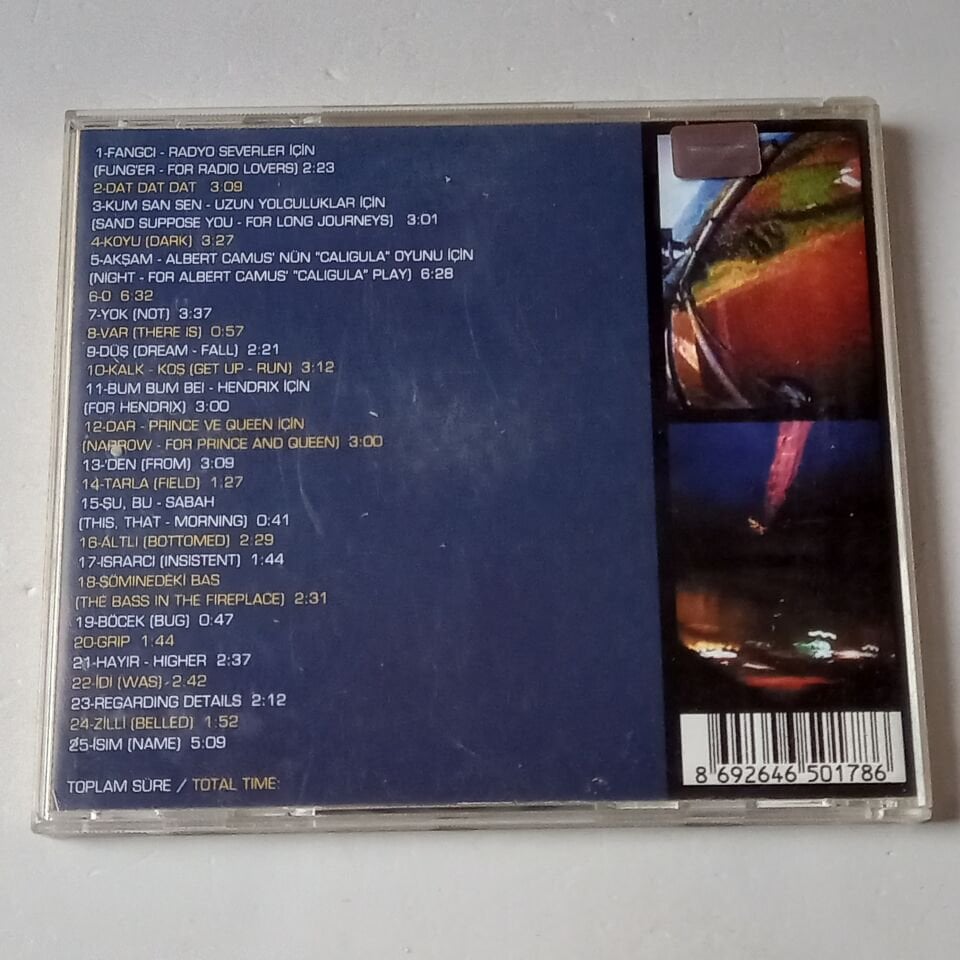 1-FANGCI - RADYO SEVERLER İÇİN
(FUNG'ER - FOR RADIO LOVERS) 2:23
2-DAT DAT DAT 3:09
3-KUM SAN SEN - UZUN YOLCULUKLAR İÇİN
(SAND SUPPOSE YOU - FOR LONG JOURNEYS) 3:01
4-KOYU (DARK) 3:27
5-AKŞAM - ALBERT CAMUS' NÜN "CALIGULA" OYUNU İÇİN
(NIGHT - FOR ALBERT CAMUS' "CALIGULA" PLAY) 6:28
6-O 6:32
7-YOK (NOT) 3:37
8-VAR (THERE IS) 0:57
9-DÜŞ (DREAM - FALL) 2:21
10-KALK - KOŞ (GET UP - RUN) 3:12
11-BUM BUM BEI - HENDRIX İÇİN
(FOR HENDRIX) 3:00
12-DAR - PRINCE VE QUEEN İÇİN
(NARROW - FOR PRINCE AND QUEEN) 3:00
13-'DEN (FROM) 3:09
14-TARLA (FIELD) 1:27
15-ŞU, BU - SABAH
(THIS, THAT - MORNING) 0:41
16-ALTLI (BOTTOMED) 2:29
17-ISRARCI (INSISTENT) 1:44
18-ŞÖMİNEDEKİ BAS
(THE BASS IN THE FIREPLACE) 2:31
19-BÖCEK (BUG) 0:47
20-GRIP 1:44
21-HAYIR - HIGHER 2:37
22-İDİ (WAS) - 2:42
23-REGARDING DETAILS 2:12
24-ZİLLİ (BELLED) 1:52
25-İSİM (NAME) 5:09
TOPLAM SÜRE / TOTAL TIME:
8 692646 501786